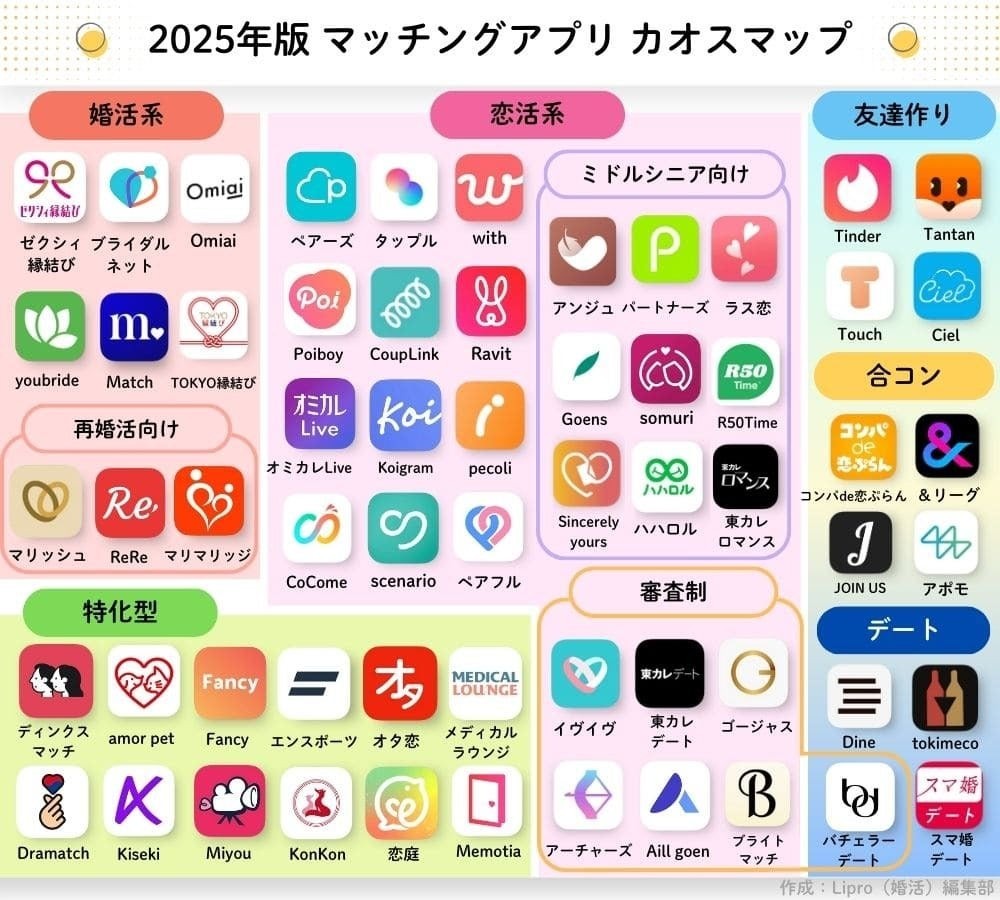 2025年版 マッチングアプリ カオスマップ
婚活系
ゼクシィ縁結び
ゼクシィ
縁結び
ブライダル
ネット
Omiai
Omiai
youbride
m.
Match
TOKYO
縁結び
TOKYO縁結び
再婚活向け
マリッシュ
Re,
ReRe
マリマリッジ
恋活系
p
ペアーズ
タップル
w
with
Poi
Poiboy
CoupLink
Ravit
オミカレ
Live
オミカレLive
Koi
Koigram
i
pecoli
CoCome
scenario
ペアフル
ミドルシニア向け
アンジュ
P
パートナーズ
ラス恋
Goens
somuri
R50
Time
R50Time
Sincerely
yours
ハハロル
ハハロル
東カレ
ロマンス
東カレ
ロマンス
審査制
イヴイヴ
東カレデート
東カレ
デート
ゴージャス
アーチャーズ
Aill goen
B
ブライト
マッチ
特化型
ディンクス
マッチ
amor pet
Fancy
Fancy
エンスポーツ
オタ
オタ恋
MEDICAL
LOUNGE
メディカル
ラウンジ
Dramatch
K
Kiseki
Miyou
KonKon
恋庭
Memotia
友達作り
Tinder
Tantan
T
Touch
Ciel
Ciel
合コン
コンパ
de
恋ぷらん
コンパde恋ぷらん
&
&リーグ
J
JOIN US
アポモ
デート
Dine
tokimeco
bd
バチェラー
デート
スマ婚
デート
スマ婚
デート
作成：Lipro（婚活）編集部